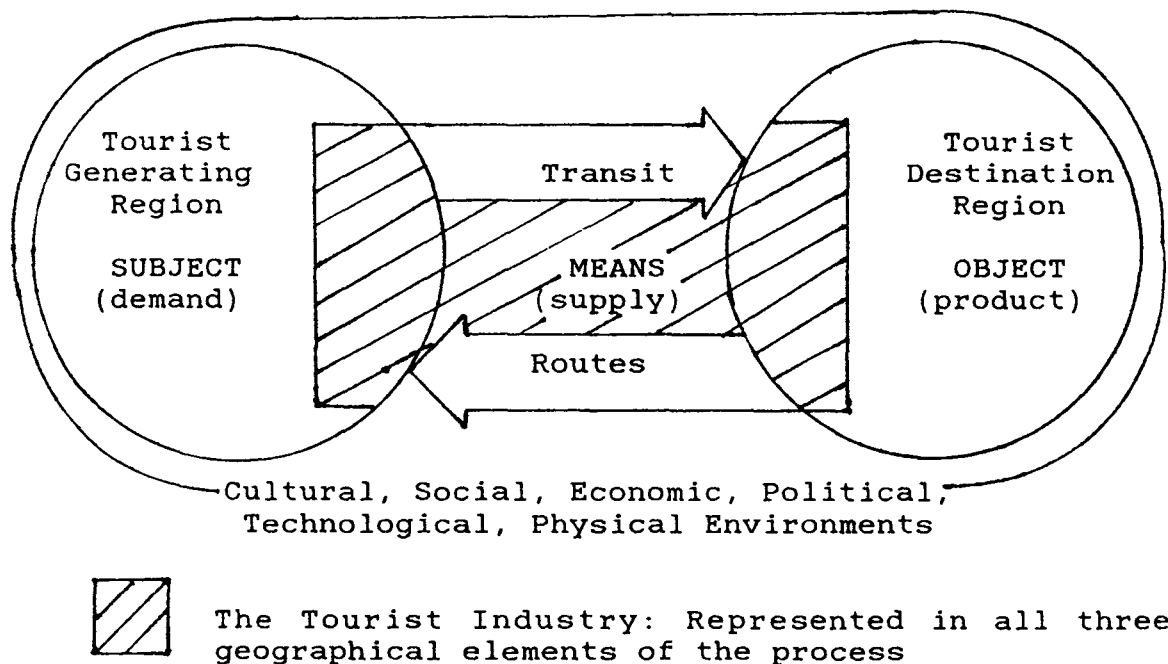 Tourist
Generating
Region
SUBJECT
(demand)
Transit
MEANS
(supply)
Routes
Tourist
Destination
Region
OBJECT
(product)
Cultural, Social, Economic, Political,
Technological, Physical Environments
The Tourist Industry: Represented in all three
geographical elements of the process